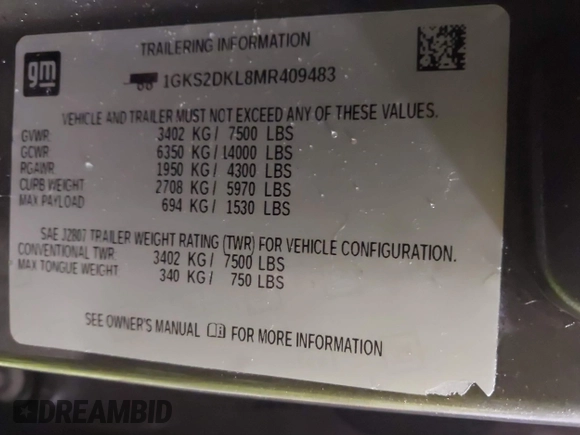 gm
TRAILERING INFORMATION
1GKS2DKL8MR409483
VEHICLE AND TRAILER MUST NOT EXCEED ANY OF THESE VALUES.
GVWR 3402 KG/ 7500 LBS
GCWR 6350 KG/ 14000 LBS
RGAWR 1950 KG/ 4300 LBS
CURB WEIGHT 2708 KG/ 5970 LBS
MAX PAYLOAD 694 KG/ 1530 LBS
SAE J2807 TRAILER WEIGHT RATING (TWR) FOR VEHICLE CONFIGURATION.
CONVENTIONAL TWR: 3402 KG/ 7500 LBS
MAX TONGUE WEIGHT: 340 KG/ 750 LBS
SEE OWNER'S MANUAL FOR MORE INFORMATION
DREAMBID